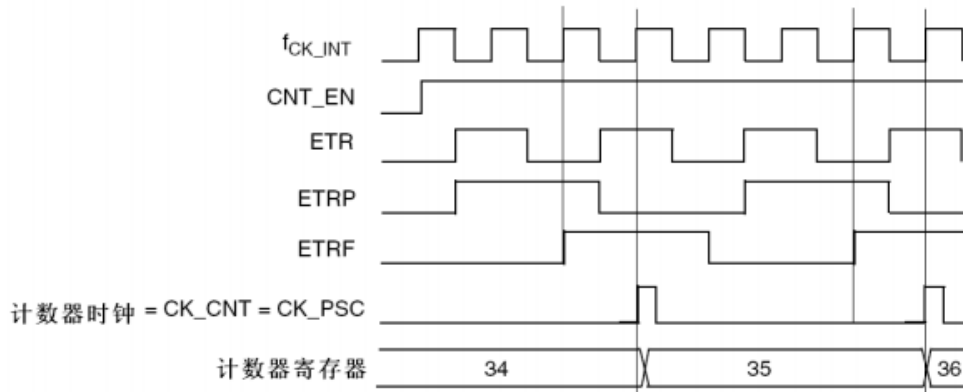 fCK_INT
CNT_EN
ETR
ETRP
ETRF
计数器时钟 = CK_CNT = CK_PSC
计数器寄存器 34 35 36